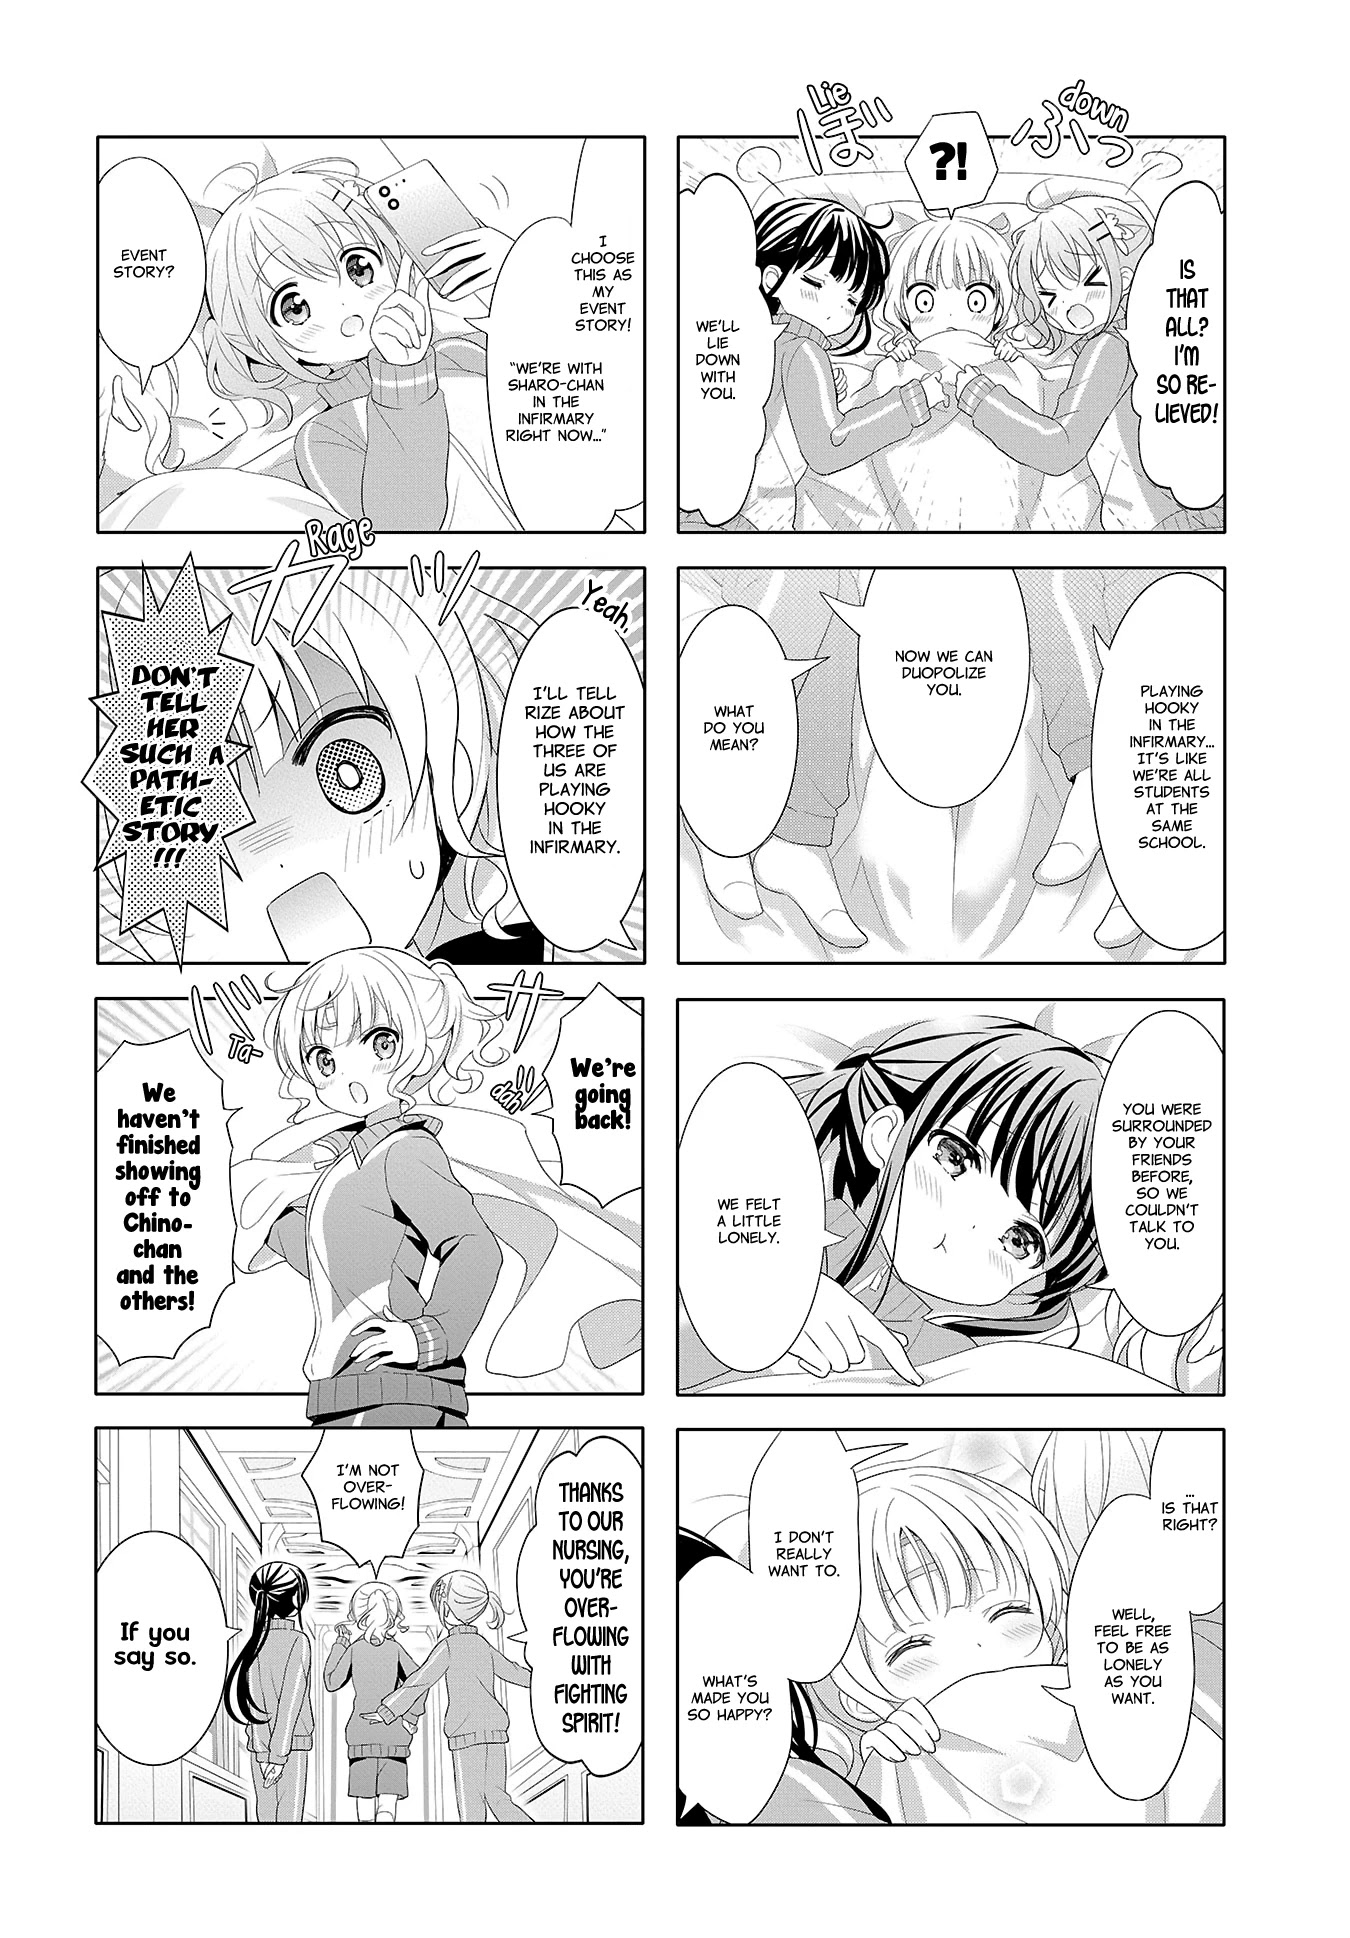 Lie
ぼ
down
ふっ
IS
THAT
ALL?
I'M
SO RE-
LIEVED!
?!
WE'LL
LIE
DOWN
WITH
YOU.
PLAYING
HOOKY
IN THE
INFIRMARY...
IT'S LIKE
WE'RE ALL
STUDENTS
AT THE
SAME
SCHOOL.
NOW WE CAN
DUOPOLIZE
YOU.
WHAT
DO YOU
MEAN?
YOU WERE
SURROUNDED
BY YOUR
FRIENDS
BEFORE,
SO WE
COULDN'T
TALK TO
YOU.
WE FELT
A LITTLE
LONELY.
...
IS THAT
RIGHT?
WELL,
FEEL FREE
TO BE AS
LONELY
AS YOU
WANT.
I DON'T
REALLY
WANT TO.
WHAT'S
MADE YOU
SO HAPPY?
I
CHOOSE
THIS AS
MY
EVENT
STORY!
"WE'RE WITH
SHARO-CHAN
IN THE
INFIRMARY
RIGHT NOW..."
EVENT
STORY?
Rage
ガバッ
Yeah,
I'LL TELL
RIZE ABOUT
HOW THE
THREE OF
US ARE
PLAYING
HOOKY
IN THE
INFIRMARY.
DON'T
TELL
HER
SUCH A
PATH-
ETIC
STORY
!!!
We're
going
back!
Ta-
dah
We
haven't
finished
showing
off to
Chino-
chan
and the
others!
THANKS
TO OUR
NURSING,
YOU'RE
OVER-
FLOWING
WITH
FIGHTING
SPIRIT!
I'M NOT
OVER-
FLOWING!
If you
say so.